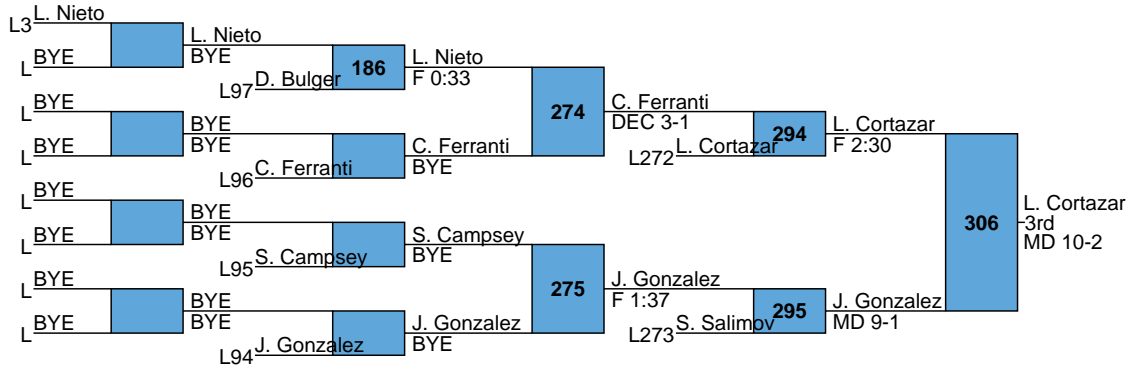 L3 L. Nieto
L BYE
L. Nieto
BYE
L97 D. Bulger
186
L. Nieto
F 0:33
L BYE
L BYE
BYE
BYE
L96 C. Ferranti
C. Ferranti
BYE
274
C. Ferranti
DEC 3-1
L272 L. Cortazar
294
L. Cortazar
F 2:30
L BYE
L BYE
BYE
BYE
L95 S. Campsey
S. Campsey
BYE
L BYE
L BYE
BYE
BYE
L94 J. Gonzalez
J. Gonzalez
BYE
275
J. Gonzalez
F 1:37
L273 S. Salimov
295
J. Gonzalez
MD 9-1
306
L. Cortazar
3rd
MD 10-2